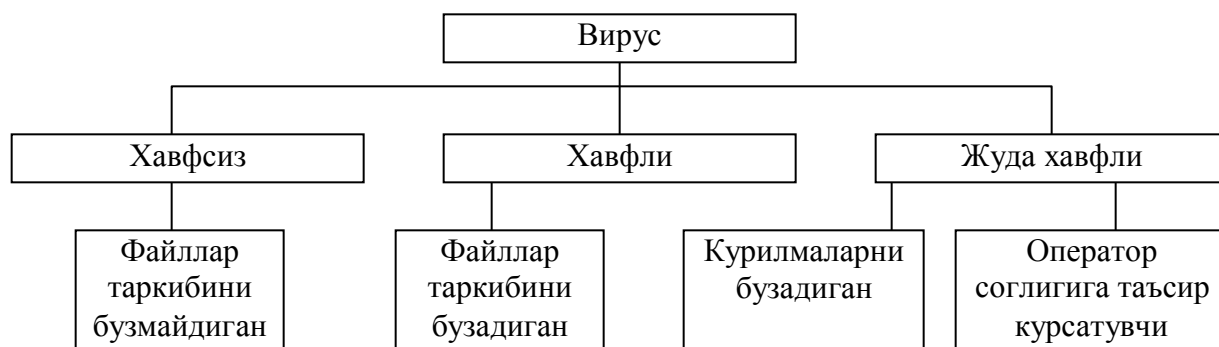 Вирус
Хавфсиз
Хавфли
Жуда хавфли
Файллар
таркибини
бузмайдиган
Файллар
таркибини
бузадиган
Курилмаларни
бузадиган
Оператор
соглигига таъсир
курсатувчи